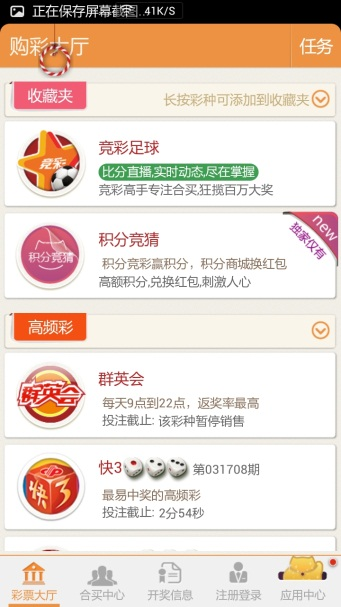 正在保存屏幕截图... .41K/S
购彩大厅
任务
收藏夹
长按彩种可添加到收藏夹
竞彩
竞彩足球
比分直播,实时动态,尽在掌握
竞彩高手专注合买,狂揽百万大奖
积分竞猜
积分竞猜
积分竞彩赢积分，积分商城换红包
高额积分,兑换红包,刺激人心
new
独家仅有
高频彩
群英会
群英会
每天9点到22点，返奖率最高
投注截止: 该彩种暂停销售
快3
快3
第031708期
最易中奖的高频彩
投注截止: 2分54秒
彩票大厅
合买中心
开奖信息
注册登录
应用中心